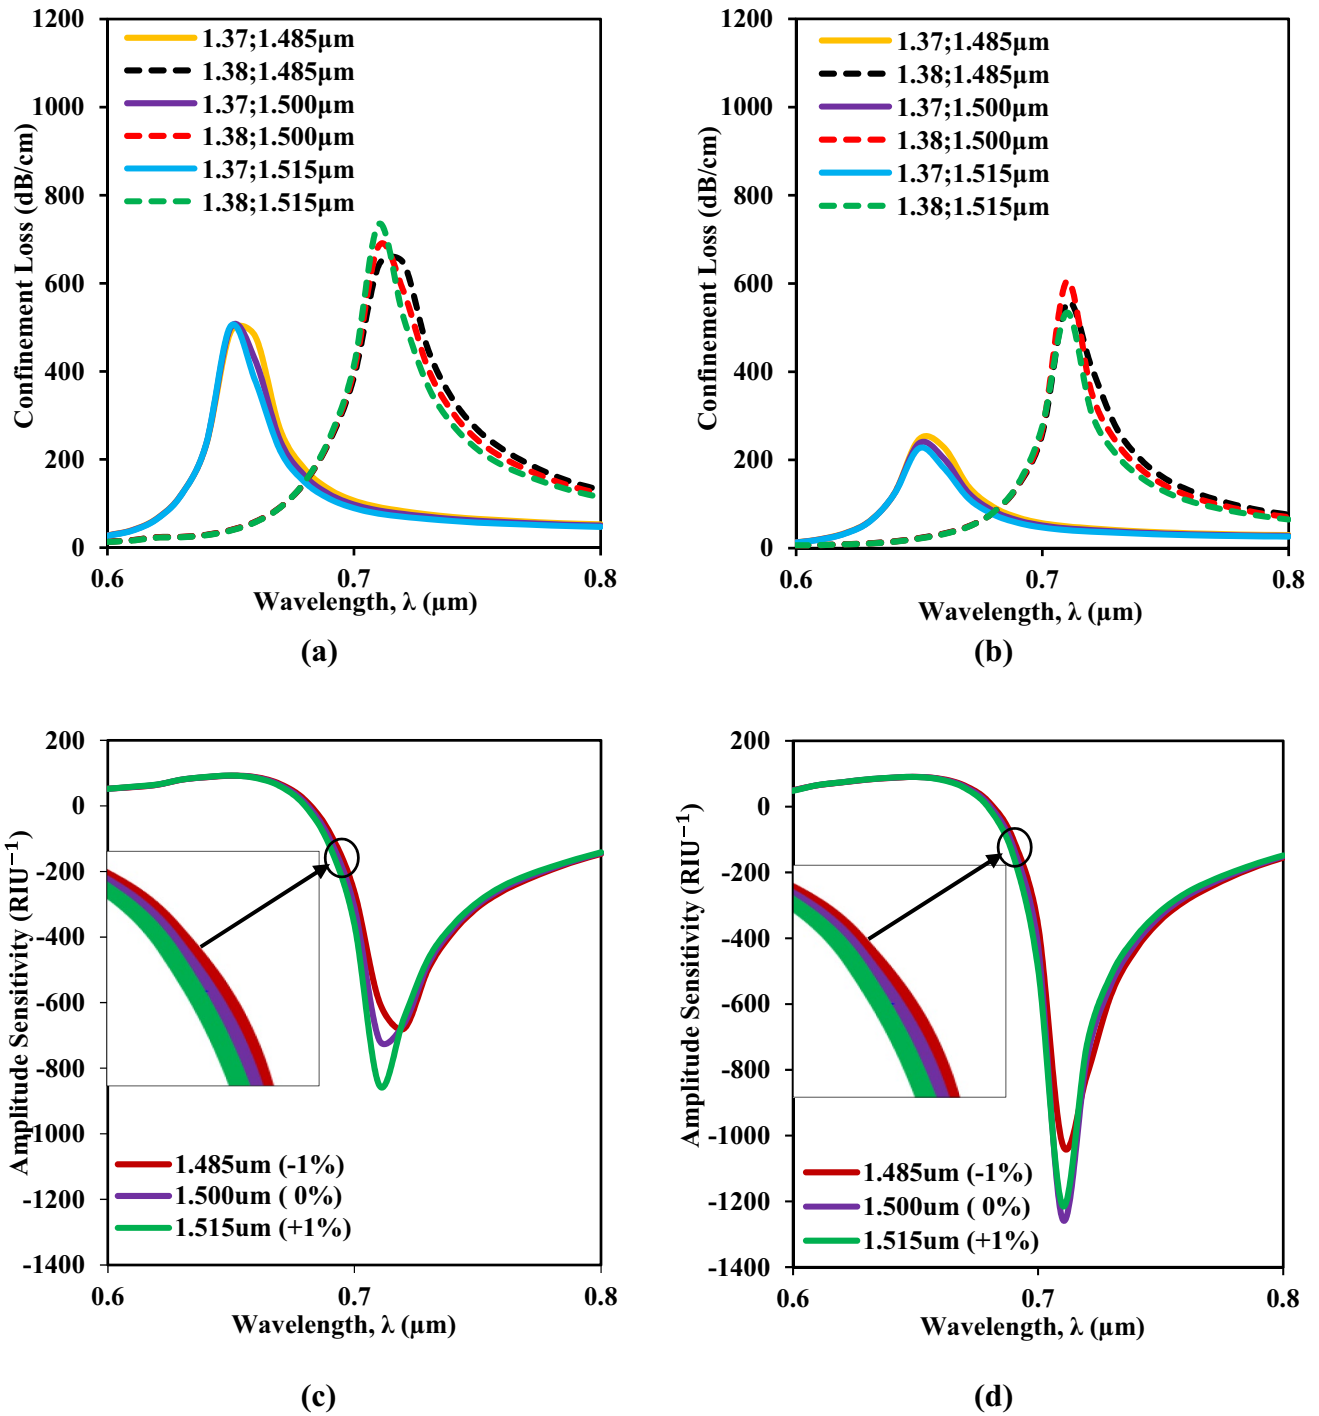 1200
1000
800
600
400
200
0
Confinement Loss (dB/cm)
1.37;1.485µm
1.38;1.485µm
1.37;1.500µm
1.38;1.500µm
1.37;1.515µm
1.38;1.515µm
0.6
0.7
0.8
Wavelength, λ (µm)
(a)
1200
1000
800
600
400
200
0
Confinement Loss (dB/cm)
1.37;1.485µm
1.38;1.485µm
1.37;1.500µm
1.38;1.500µm
1.37;1.515µm
1.38;1.515µm
0.6
0.7
0.8
Wavelength, λ (µm)
(b)
200
0
-200
-400
-600
-800
-1000
-1200
-1400
Amplitude Sensitivity (RIU⁻¹)
1.485um (-1%)
1.500um ( 0%)
1.515um (+1%)
0.6
0.7
0.8
Wavelength, λ (µm)
(c)
200
0
-200
-400
-600
-800
-1000
-1200
-1400
Amplitude Sensitivity (RIU⁻¹)
1.485um (-1%)
1.500um ( 0%)
1.515um (+1%)
0.6
0.7
0.8
Wavelength, λ (µm)
(d)